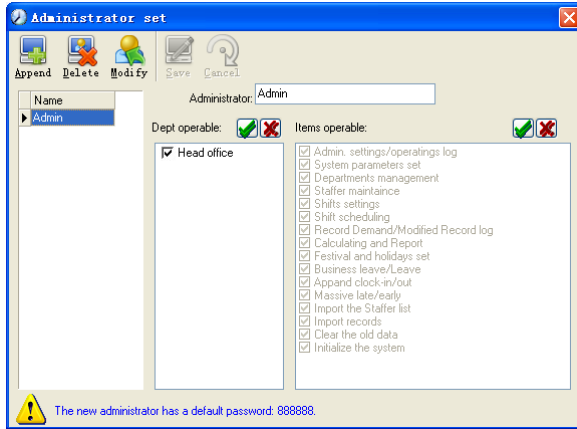 Administrator set
Append Delete Modify Save Cancel
Name
Admin
Administrator: Admin
Dept operable:
Head office
Items operable:
Admin. settings/operatings log
System parameters set
Departments management
Staffer maintaince
Shifts settings
Shift scheduling
Record Demand/Modified Record log
Calculating and Report
Festival and holidays set
Business leave/Leave
Appand clock-in/out
Massive late/early
Import the Staffer list
Import records
Clear the old data
Initialize the system
The new administrator has a default password: 888888.